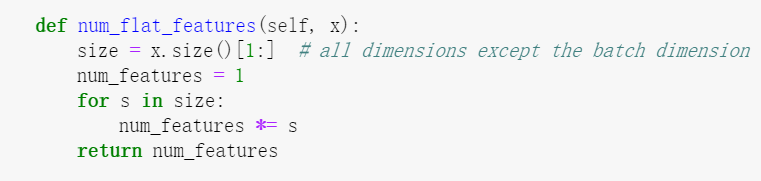 def num_flat_features(self, x):
    size = x.size()[1:]  # all dimensions except the batch dimension
    num_features = 1
    for s in size:
        num_features *= s
    return num_features